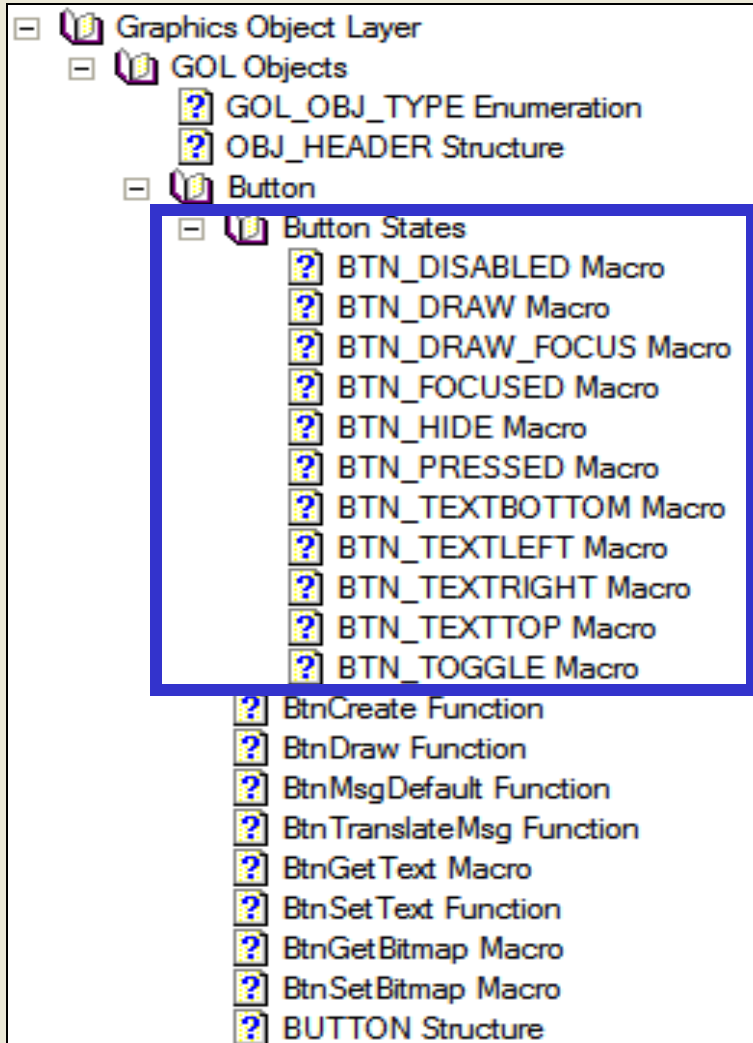 Graphics Object Layer
GOL Objects
GOL_OBJ_TYPE Enumeration
OBJ_HEADER Structure
Button
Button States
BTN_DISABLED Macro
BTN_DRAW Macro
BTN_DRAW_FOCUS Macro
BTN_FOCUSED Macro
BTN_HIDE Macro
BTN_PRESSED Macro
BTN_TEXTBOTTOM Macro
BTN_TEXTLEFT Macro
BTN_TEXTRIGHT Macro
BTN_TEXTTOP Macro
BTN_TOGGLE Macro
BtnCreate Function
BtnDraw Function
BtnMsgDefault Function
BtnTranslateMsg Function
BtnGetText Macro
BtnSetText Function
BtnGetBitmap Macro
BtnSetBitmap Macro
BUTTON Structure